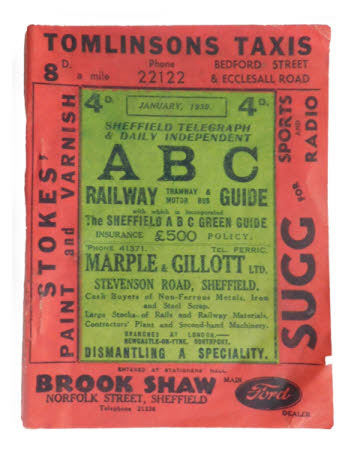 TOMLINSONS TAXIS
8D. a mile
Phone 22122
BEDFORD STREET
& ECCLESALL ROAD
STOKES'
PAINT and VARNISH
4D.
JANUARY, 1939.
4D.
SHEFFIELD TELEGRAPH
& DAILY INDEPENDENT
A B C
RAILWAY TRAMWAY & MOTOR BUS GUIDE
with which is incorporated
The SHEFFIELD A B C GREEN GUIDE
INSURANCE £500 POLICY.
'PHONE 41371. TEL. FERRIC.
MARPLE & GILLOTT LTD.
STEVENSON ROAD, SHEFFIELD.
Cash Buyers of Non-Ferrous Metals, Iron
and Steel Scrap.
Large Stocks of Rails and Railway Materials,
Contractors' Plant and Second-hand Machinery.
BRANCHES AT LONDON—
NEWCASTLE-ON-TYNE, SOUTHPORT.
DISMANTLING A SPECIALITY.
SUGG FOR SPORTS AND RADIO
ENTERED AT STATIONERS' HALL.
BROOK SHAW
NORFOLK STREET, SHEFFIELD
Telephone 21136
MAIN
Ford
DEALER